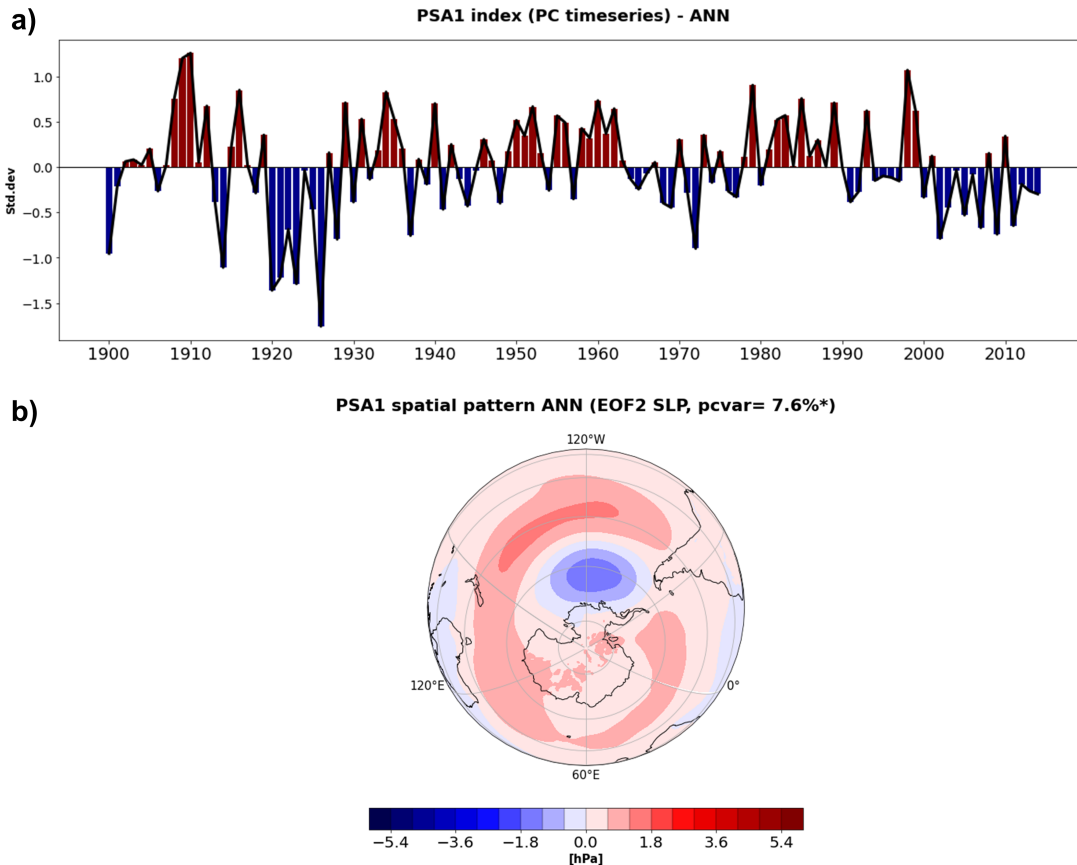 a)
PSA1 index (PC timeseries) - ANN
Std.dev
1.0
0.5
0.0
−0.5
−1.0
−1.5
1900 1910 1920 1930 1940 1950 1960 1970 1980 1990 2000 2010
b)
PSA1 spatial pattern ANN (EOF2 SLP, pcvar= 7.6%*)
120°W
120°E
0°
60°E
−5.4 −3.6 −1.8 0.0 1.8 3.6 5.4
[hPa]